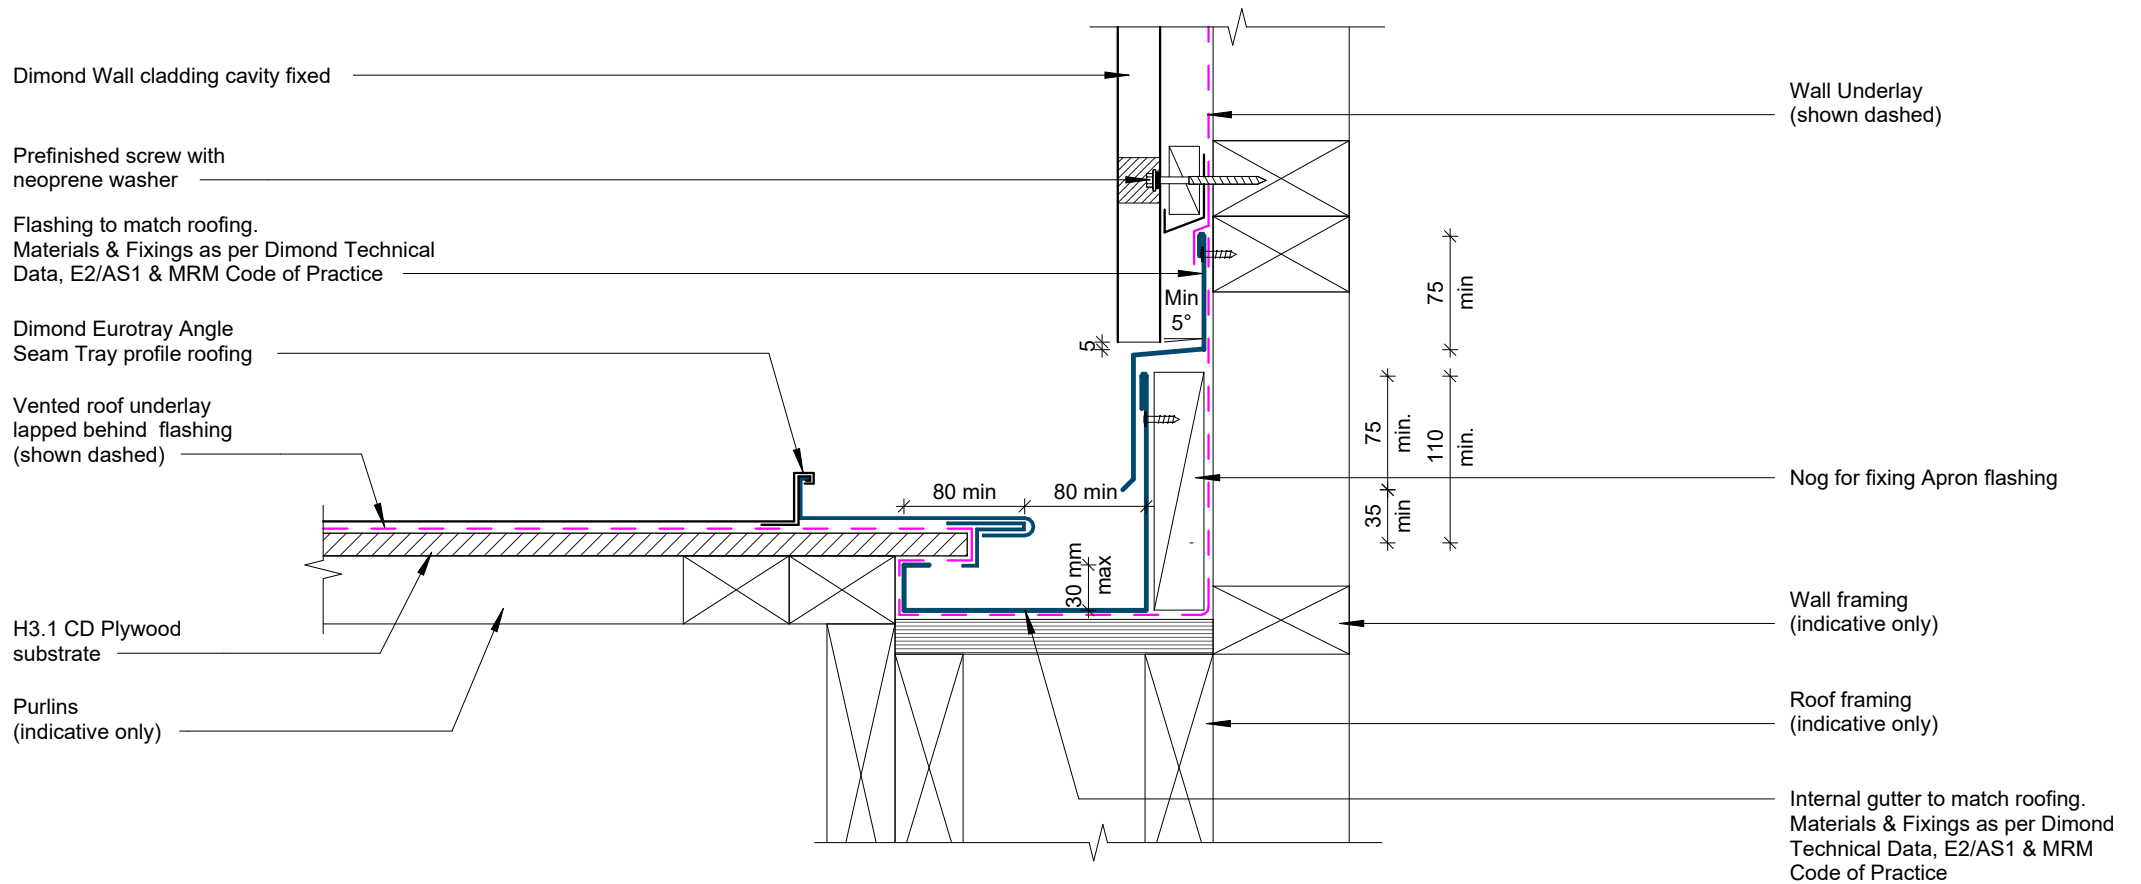 Dimond Wall cladding cavity fixed
Prefinished screw with
neoprene washer
Flashing to match roofing.
Materials & Fixings as per Dimond Technical
Data, E2/AS1 & MRM Code of Practice
Dimond Eurotray Angle
Seam Tray profile roofing
Vented roof underlay
lapped behind  flashing
(shown dashed)
H3.1 CD Plywood
substrate
Purlins
(indicative only)
Min
5°
5
80 min
80 min
30 mm
max
75
min
75
min.
110
min.
35
min
Wall Underlay
(shown dashed)
Nog for fixing Apron flashing
Wall framing
(indicative only)
Roof framing
(indicative only)
Internal gutter to match roofing.
Materials & Fixings as per Dimond
Technical Data, E2/AS1 & MRM
Code of Practice